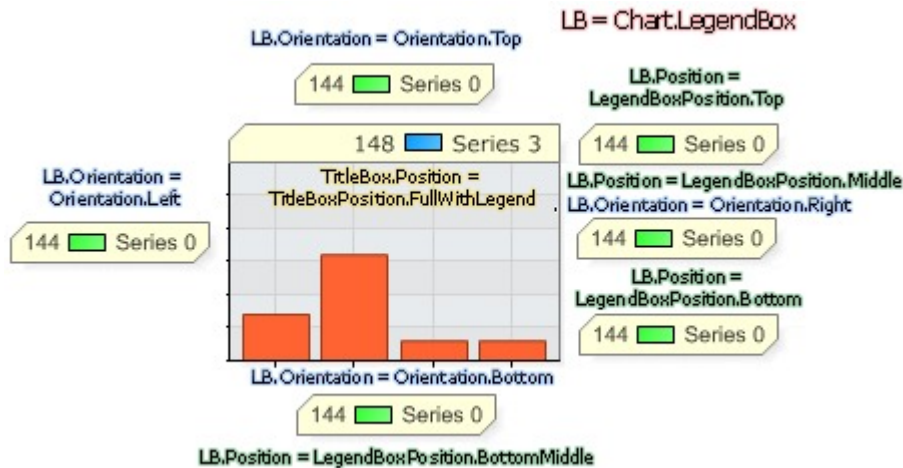 LB = Chart.LegendBox
LB.Orientation = Orientation.Top
144 Series 0
LB.Position =
LegendBoxPosition.Top
144 Series 0
148 Series 3
TitleBox.Position =
TitleBoxPosition.FullWithLegend
LB.Orientation =
Orientation.Left
144 Series 0
LB.Position = LegendBoxPosition.Middle
LB.Orientation = Orientation.Right
144 Series 0
LB.Position =
LegendBoxPosition.Bottom
144 Series 0
LB.Orientation = Orientation.Bottom
144 Series 0
LB.Position = LegendBoxPosition.BottomMiddle